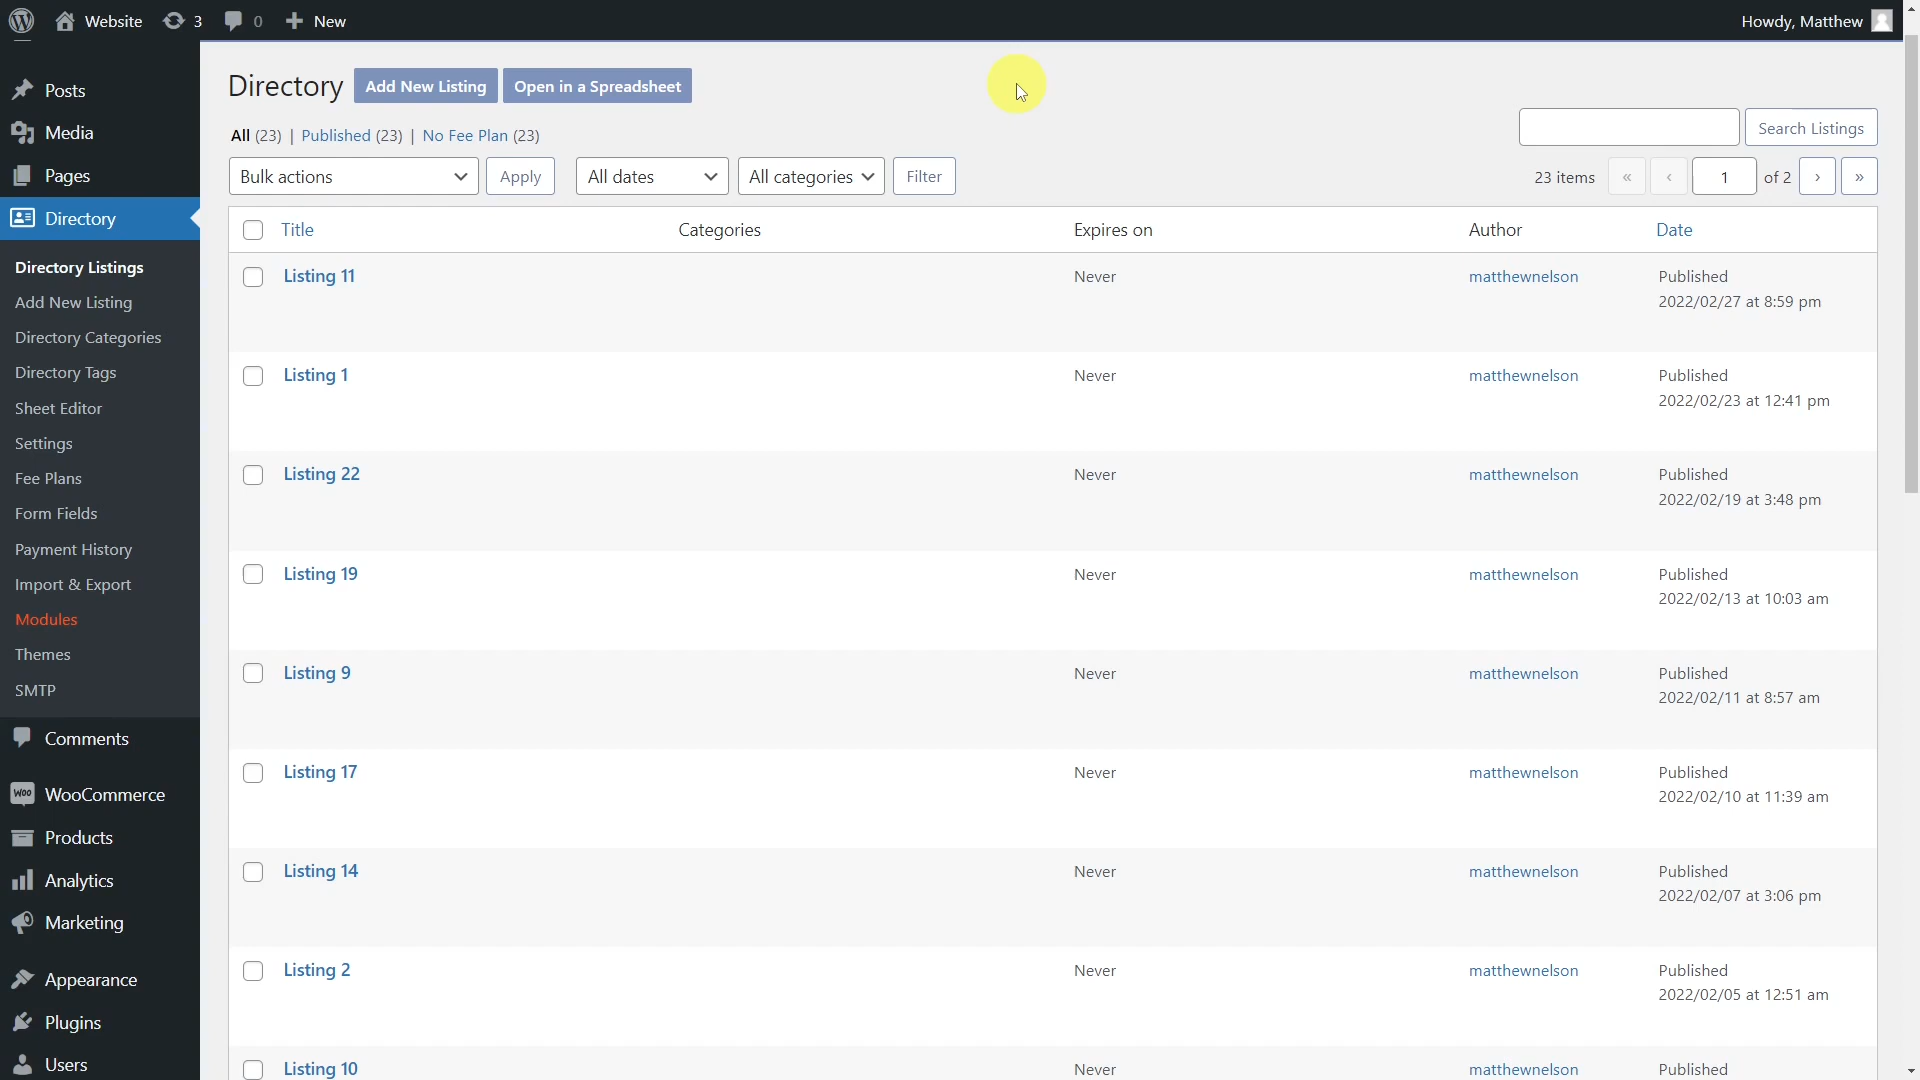 Website 3 0 New Howdy, Matthew
Posts
Media
Pages
Directory
Directory Listings
Add New Listing
Directory Categories
Directory Tags
Sheet Editor
Settings
Fee Plans
Form Fields
Payment History
Import & Export
Modules
Themes
SMTP
Comments
WooCommerce
Products
Analytics
Marketing
Appearance
Plugins
Users
Directory Add New Listing Open in a Spreadsheet
All (23) | Published (23) | No Fee Plan (23)
Search Listings
Bulk actions Apply All dates All categories Filter 23 items « ‹ 1 of 2 › »
Title Categories Expires on Author Date
Listing 11 Never matthewnelson Published
2022/02/27 at 8:59 pm
Listing 1 Never matthewnelson Published
2022/02/23 at 12:41 pm
Listing 22 Never matthewnelson Published
2022/02/19 at 3:48 pm
Listing 19 Never matthewnelson Published
2022/02/13 at 10:03 am
Listing 9 Never matthewnelson Published
2022/02/11 at 8:57 am
Listing 17 Never matthewnelson Published
2022/02/10 at 11:39 am
Listing 14 Never matthewnelson Published
2022/02/07 at 3:06 pm
Listing 2 Never matthewnelson Published
2022/02/05 at 12:51 am
Listing 10 Never matthewnelson Published